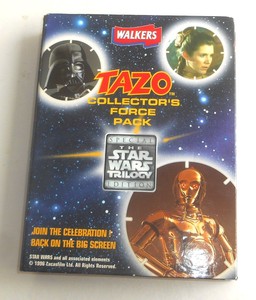 WALKERS
TAZO™
COLLECTOR'S
FORCE
PACK
SPECIAL
THE
STAR
WARS
TRILOGY
EDITION
JOIN THE CELEBRATION !
BACK ON THE BIG SCREEN
STAR WARS and all associated elements
© 1996 Lucasfilm Ltd. All Rights Reserved.